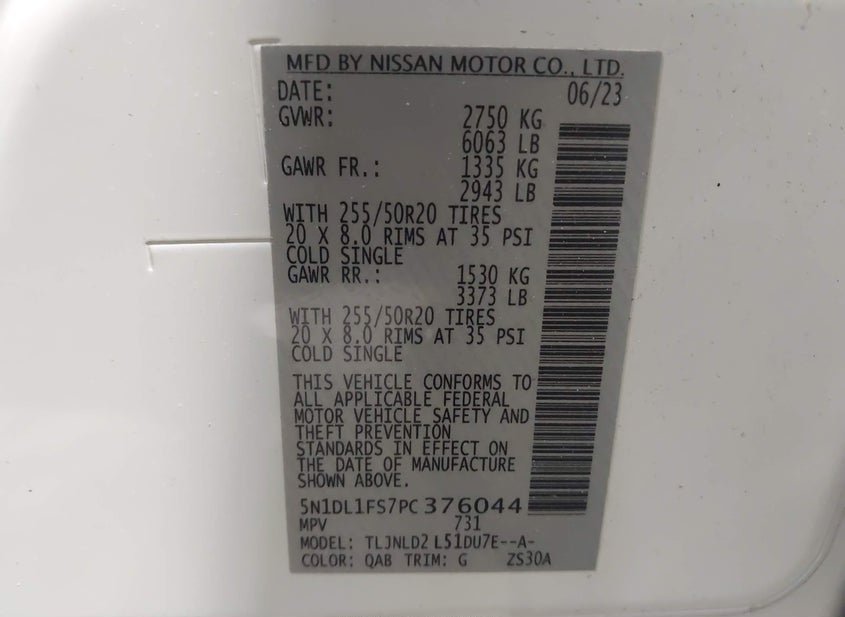 MFD BY NISSAN MOTOR CO., LTD.
DATE: 06/23
GVWR: 2750 KG
6063 LB
GAWR FR.: 1335 KG
2943 LB
WITH 255/50R20 TIRES
20 X 8.0 RIMS AT 35 PSI
COLD SINGLE
GAWR RR.: 1530 KG
3373 LB
WITH 255/50R20 TIRES
20 X 8.0 RIMS AT 35 PSI
COLD SINGLE
THIS VEHICLE CONFORMS TO
ALL APPLICABLE FEDERAL
MOTOR VEHICLE SAFETY AND
THEFT PREVENTION
STANDARDS IN EFFECT ON
THE DATE OF MANUFACTURE
SHOWN ABOVE.
5N1DL1FS7PC376044
MPV 731
MODEL: TLJNLD2 L51DU7E--A-
COLOR: QAB TRIM: G ZS30A